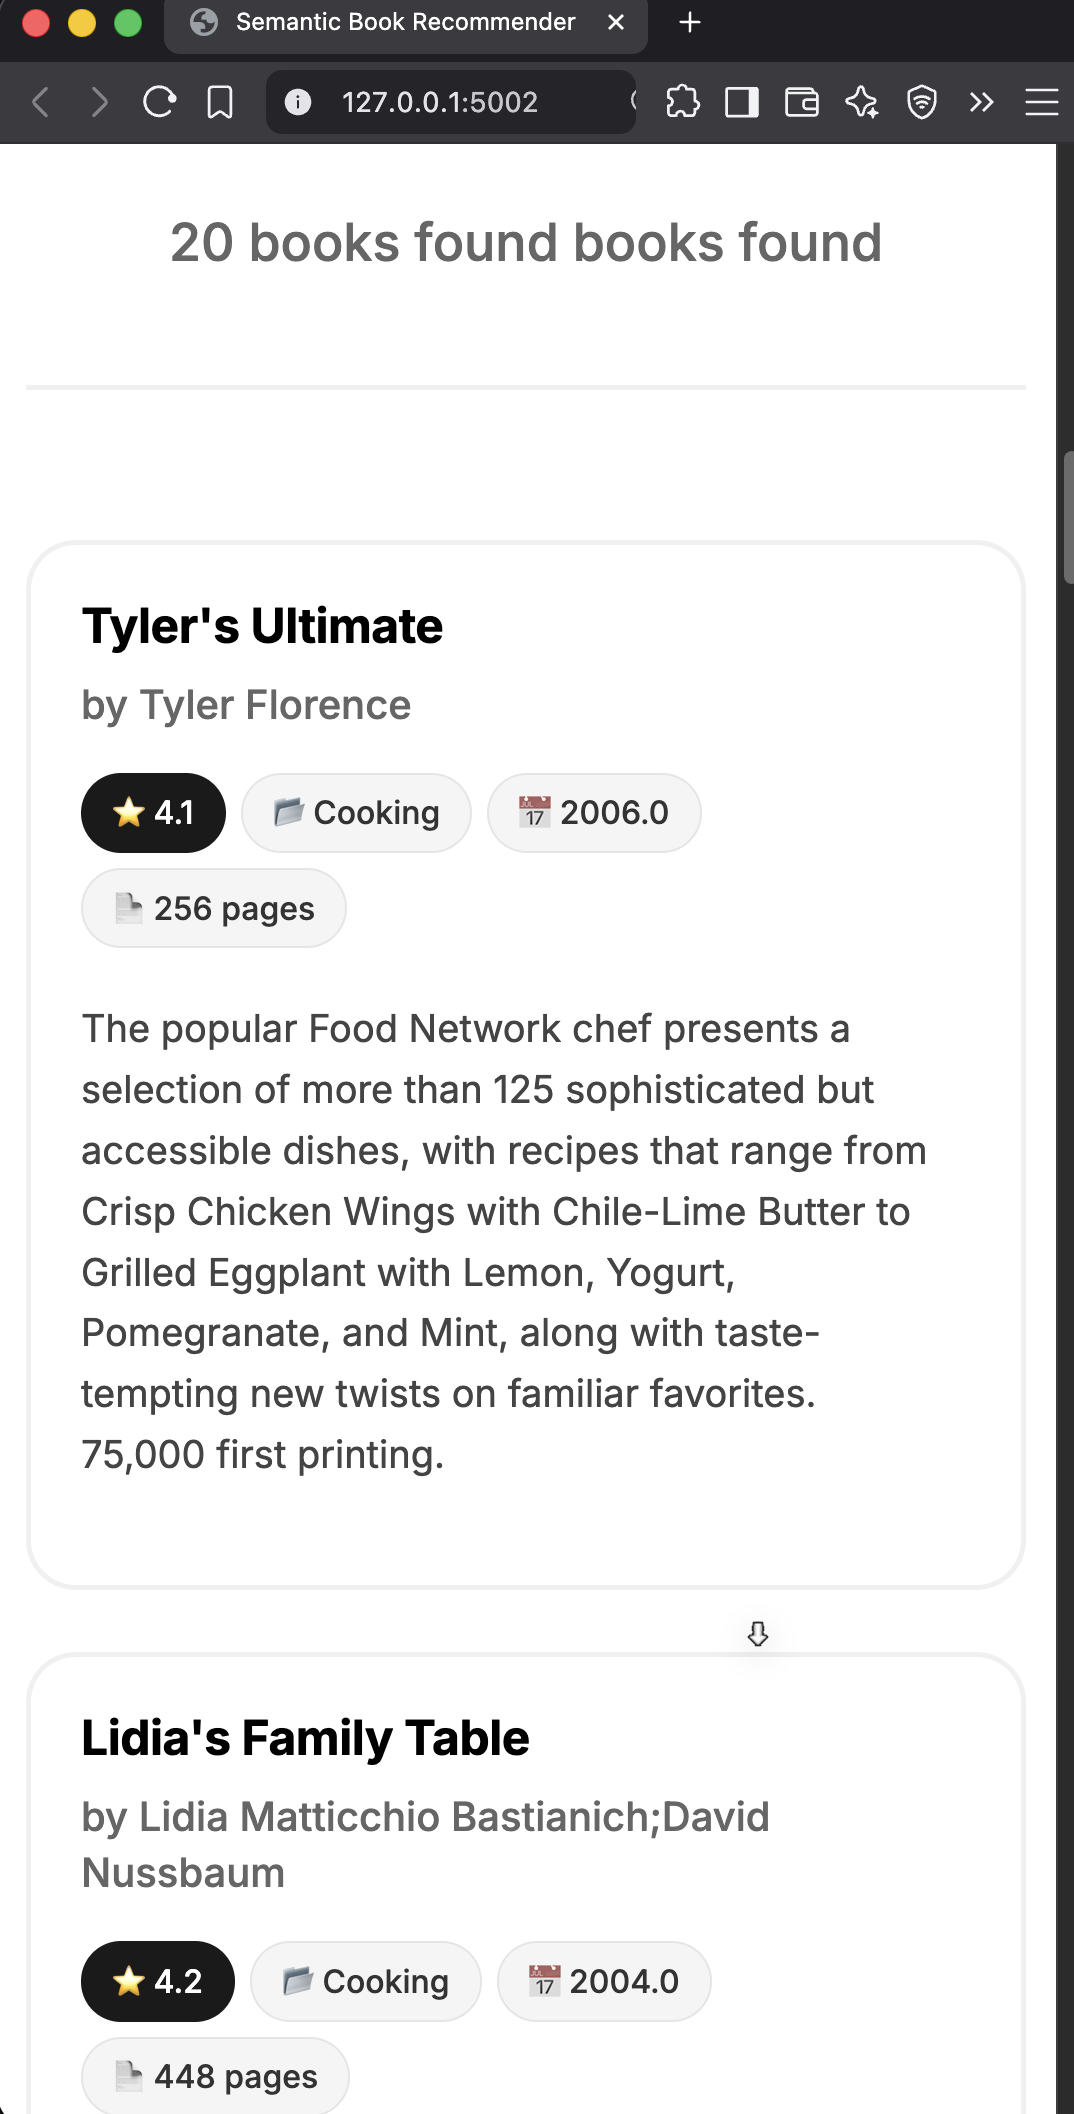 Semantic Book Recommender
127.0.0.1:5002
20 books found books found
Tyler's Ultimate
by Tyler Florence
⭐ 4.1 📁 Cooking 📅 2006.0
📄 256 pages
The popular Food Network chef presents a
selection of more than 125 sophisticated but
accessible dishes, with recipes that range from
Crisp Chicken Wings with Chile-Lime Butter to
Grilled Eggplant with Lemon, Yogurt,
Pomegranate, and Mint, along with taste-
tempting new twists on familiar favorites.
75,000 first printing.
Lidia's Family Table
by Lidia Matticchio Bastianich;David
Nussbaum
⭐ 4.2 📁 Cooking 📅 2004.0
📄 448 pages